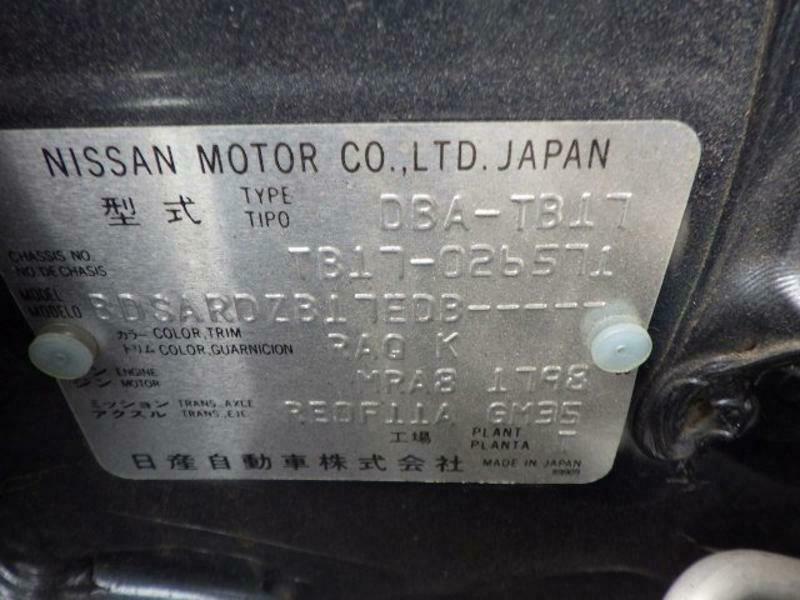 NISSAN MOTOR CO.,LTD. JAPAN
型式 TYPE TIPO DBA-TB17
CHASSIS NO. NO. DE CHASIS TB17-026571
MODEL MODELO BDSARDZB17EDB-----
カラー COLOR, TRIM
トリム COLOR, GUARNICION RAQ K
ン ENGINE
ジン MOTOR MRA8 1798
ミッション TRANS. AXLE
アクスル TRANS. EJE RE0F11A GM35
工場 PLANT PLANTA T
日産自動車株式会社 MADE IN JAPAN